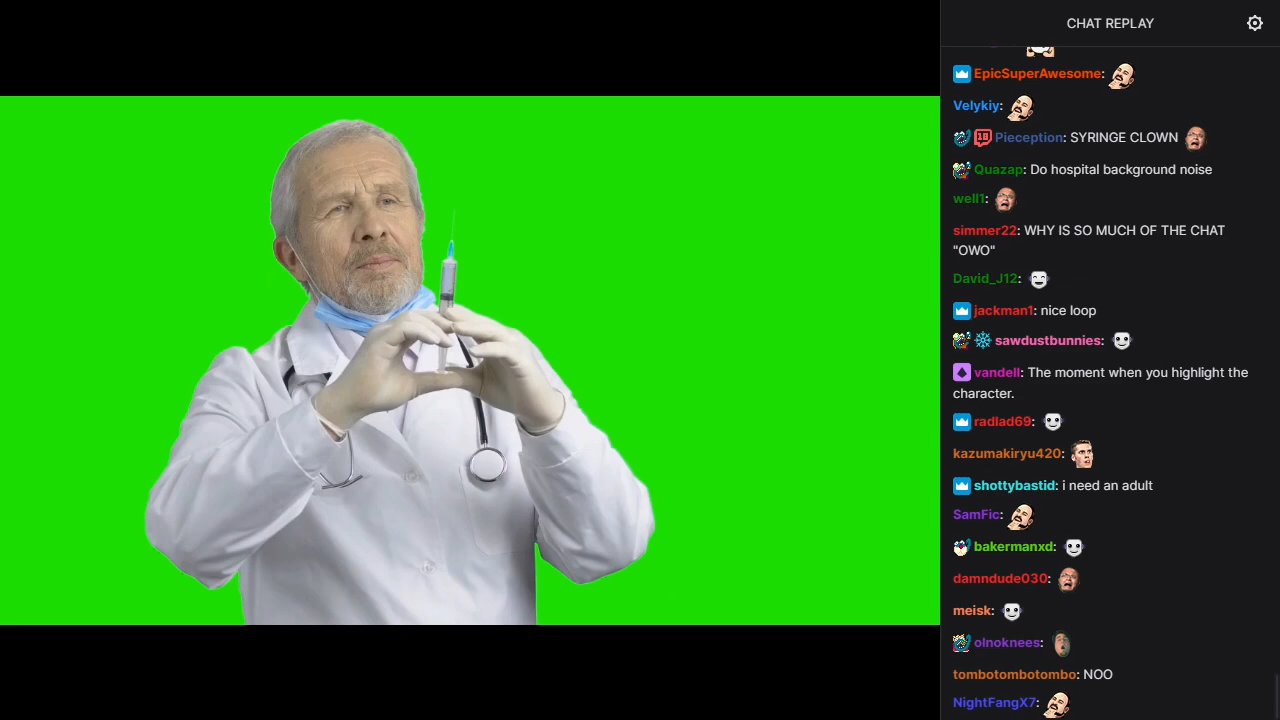 CHAT REPLAY
EpicSuperAwesome:
Velykiy:
18 Pieception: SYRINGE CLOWN
Quazap: Do hospital background noise
well1:
simmer22: WHY IS SO MUCH OF THE CHAT
"OWO"
David_J12:
jackman1: nice loop
sawdustbunnies:
vandell: The moment when you highlight the
character.
radlad69:
kazumakiryu420:
shottybastid: i need an adult
SamFic:
bakermanxd:
damndude030:
meisk:
olnoknees:
tombotombotombo: NOO
NightFangX7: